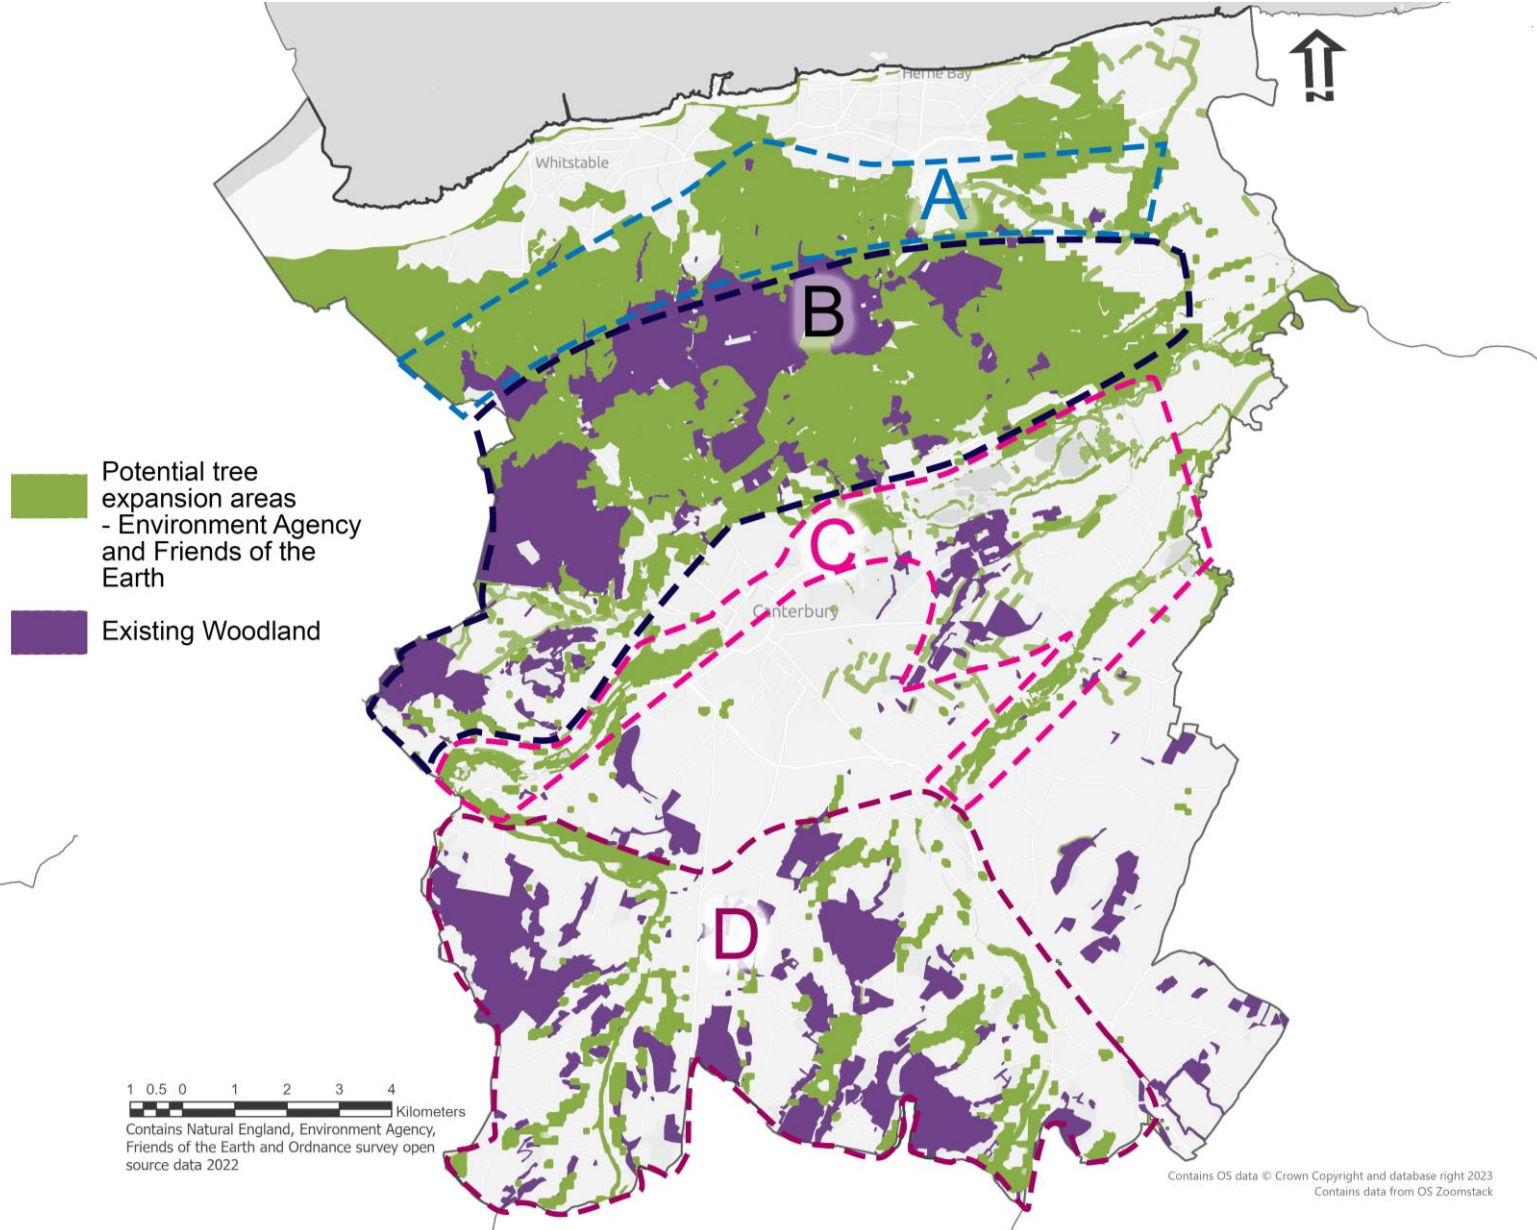 Herne Bay
Whitstable
A
B
C
Canterbury
D
N
Potential tree
expansion areas
- Environment Agency
and Friends of the
Earth
Existing Woodland
1 0.5 0 1 2 3 4
Kilometers
Contains Natural England, Environment Agency,
Friends of the Earth and Ordnance survey open
source data 2022
Contains OS data © Crown Copyright and database right 2023
Contains data from OS Zoomstack